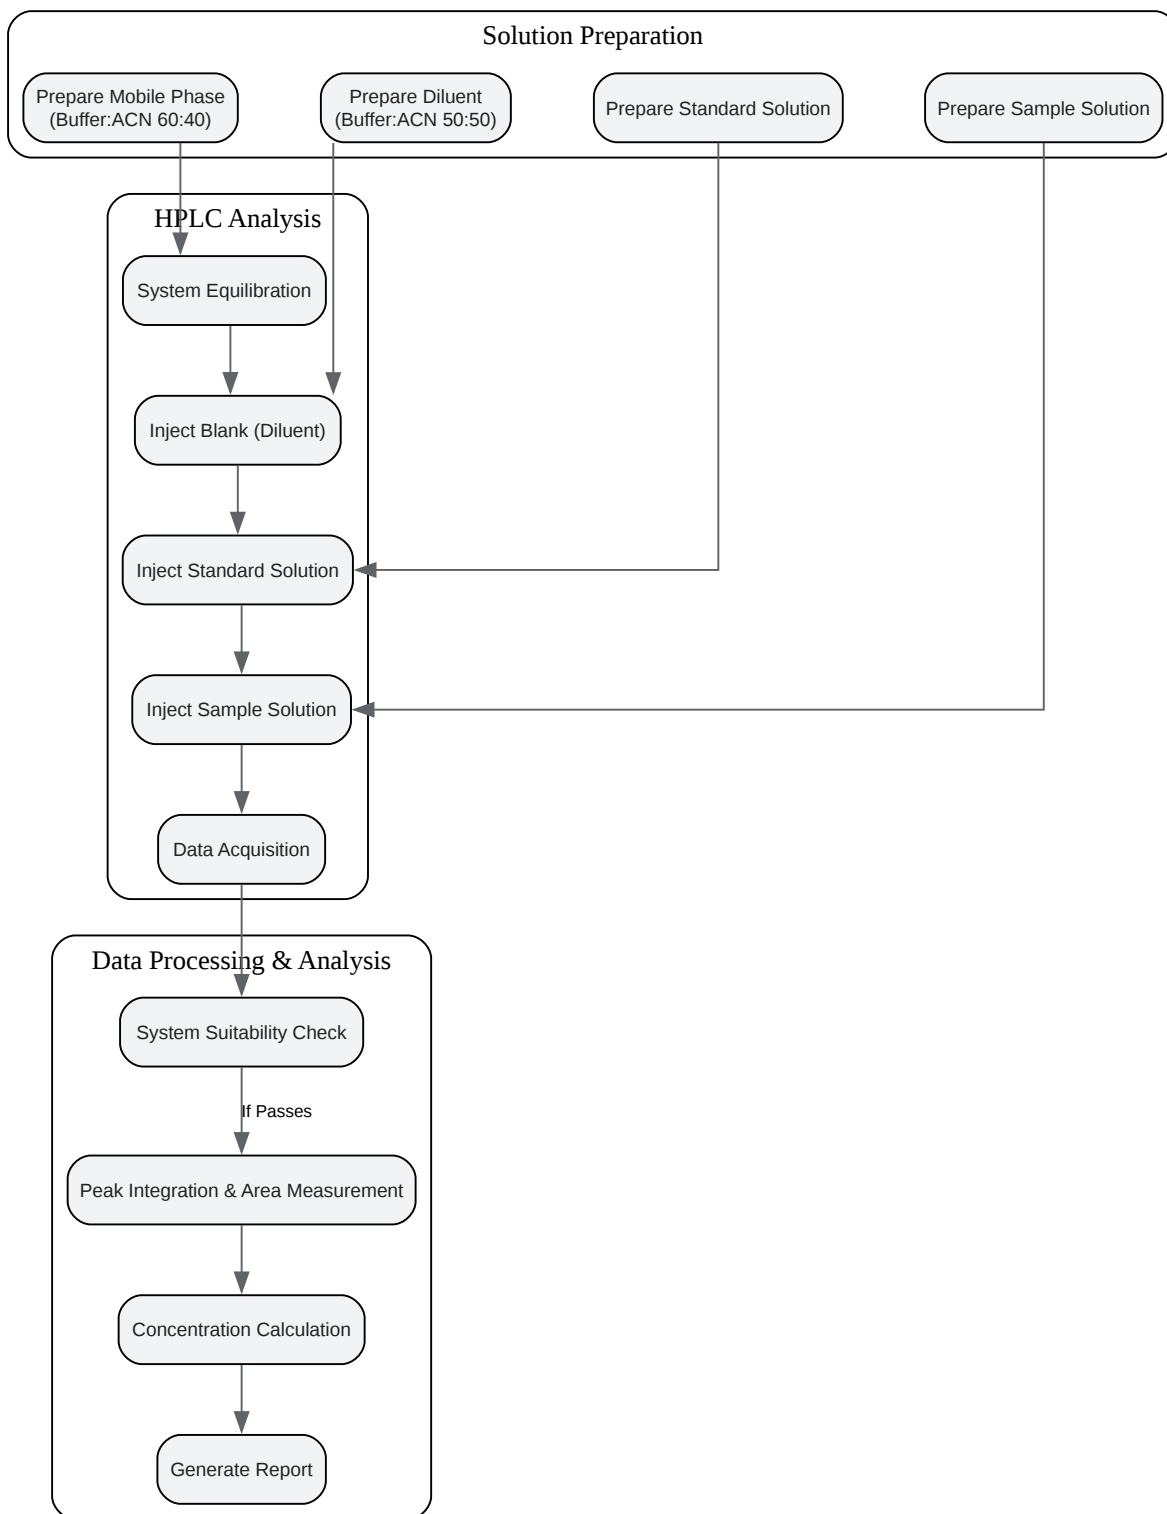 Solution Preparation
Prepare Mobile Phase
(Buffer:ACN 60:40)
Prepare Diluent
(Buffer:ACN 50:50)
Prepare Standard Solution
Prepare Sample Solution
HPLC Analysis
System Equilibration
Inject Blank (Diluent)
Inject Standard Solution
Inject Sample Solution
Data Acquisition
Data Processing & Analysis
System Suitability Check
If Passes
Peak Integration & Area Measurement
Concentration Calculation
Generate Report